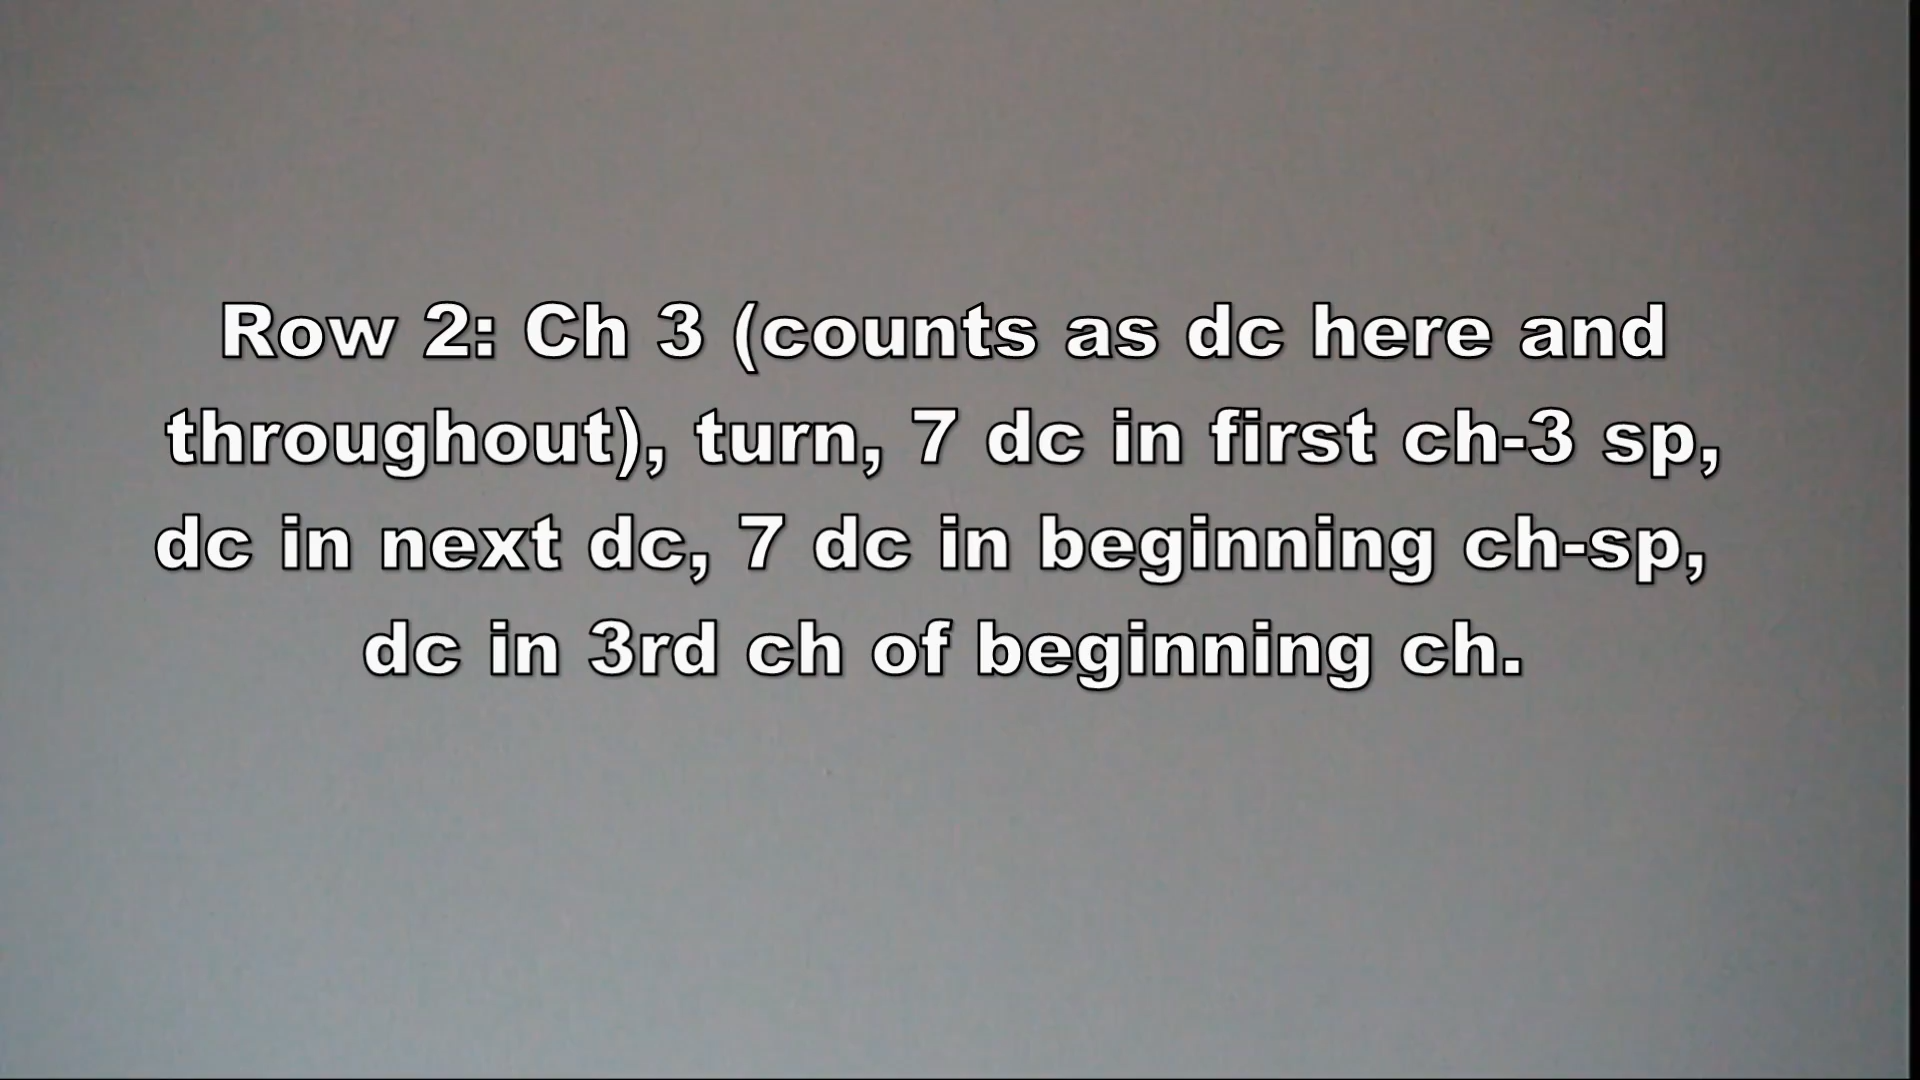 Row 2: Ch 3 (counts as dc here and
throughout), turn, 7 dc in first ch-3 sp,
dc in next dc, 7 dc in beginning ch-sp,
dc in 3rd ch of beginning ch.